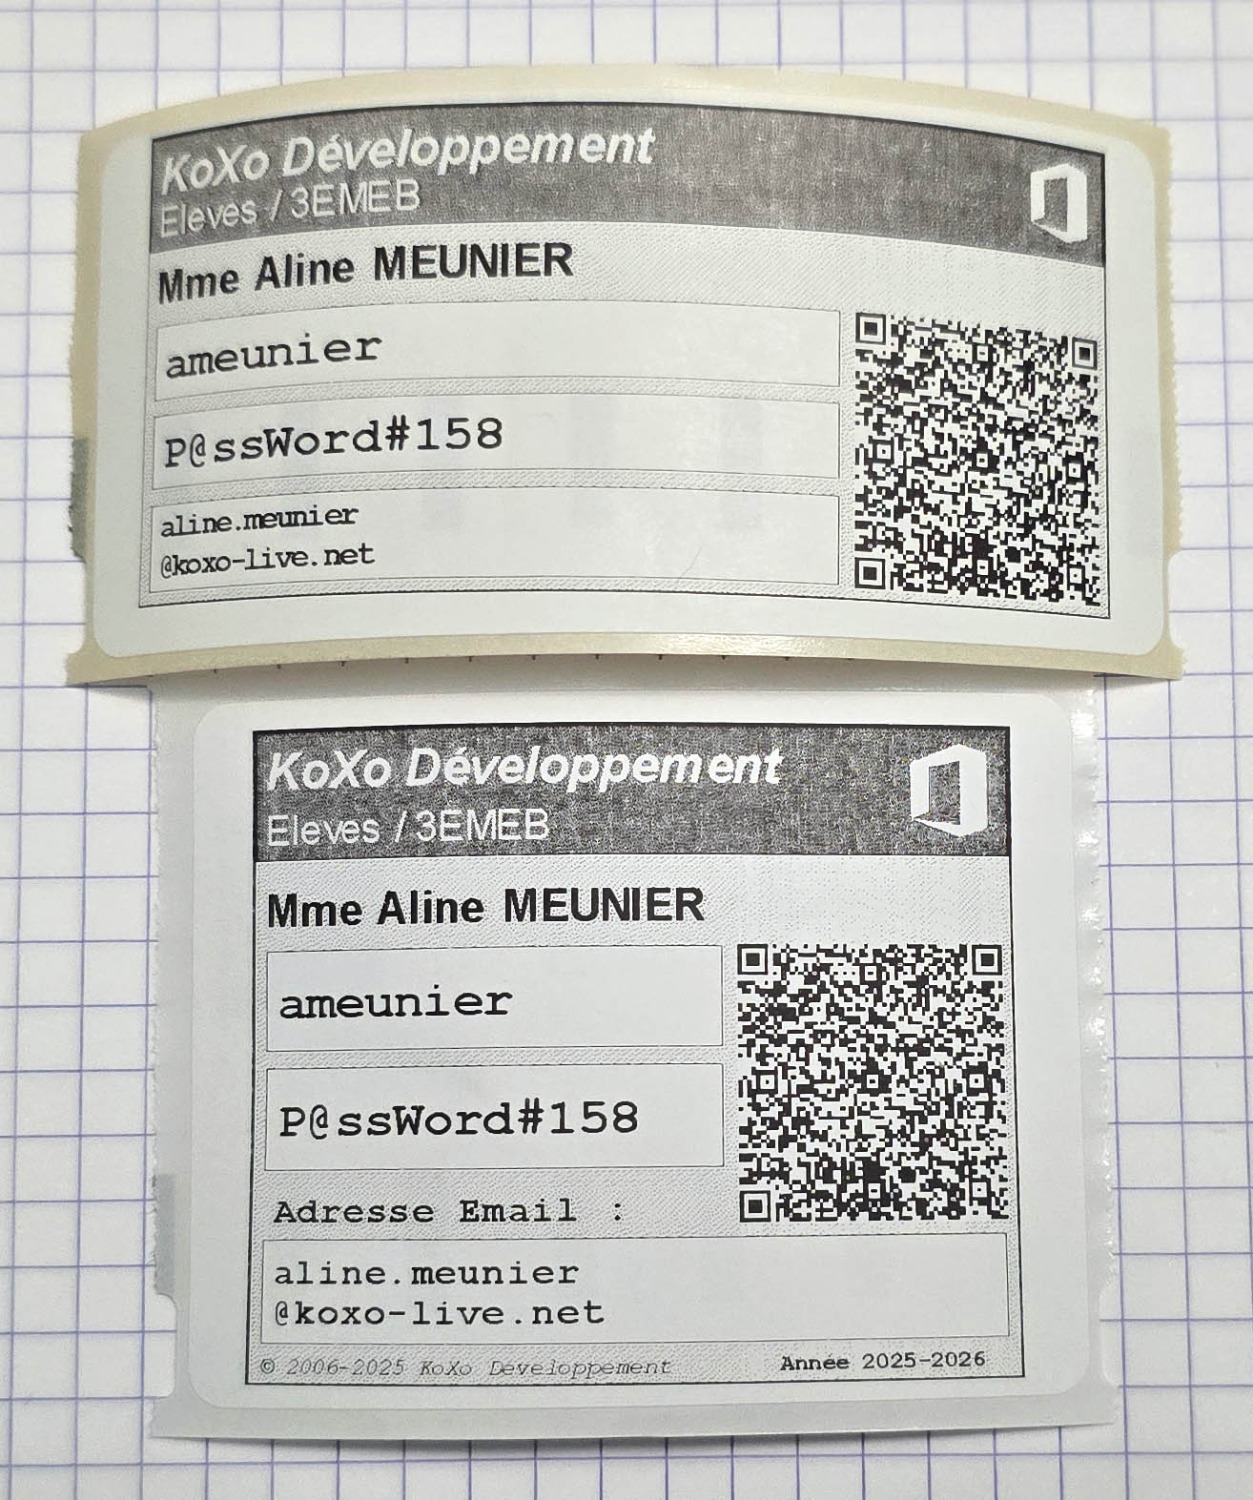 KoXo Développement
Eleves / 3EMEB
Mme Aline MEUNIER
ameunier
P@ssWord#158
aline.meunier
@koxo-live.net
KoXo Développement
Eleves / 3EMEB
Mme Aline MEUNIER
ameunier
P@ssWord#158
Adresse Email :
aline.meunier
@koxo-live.net
© 2006-2025 KoXo Développement
Année 2025-2026